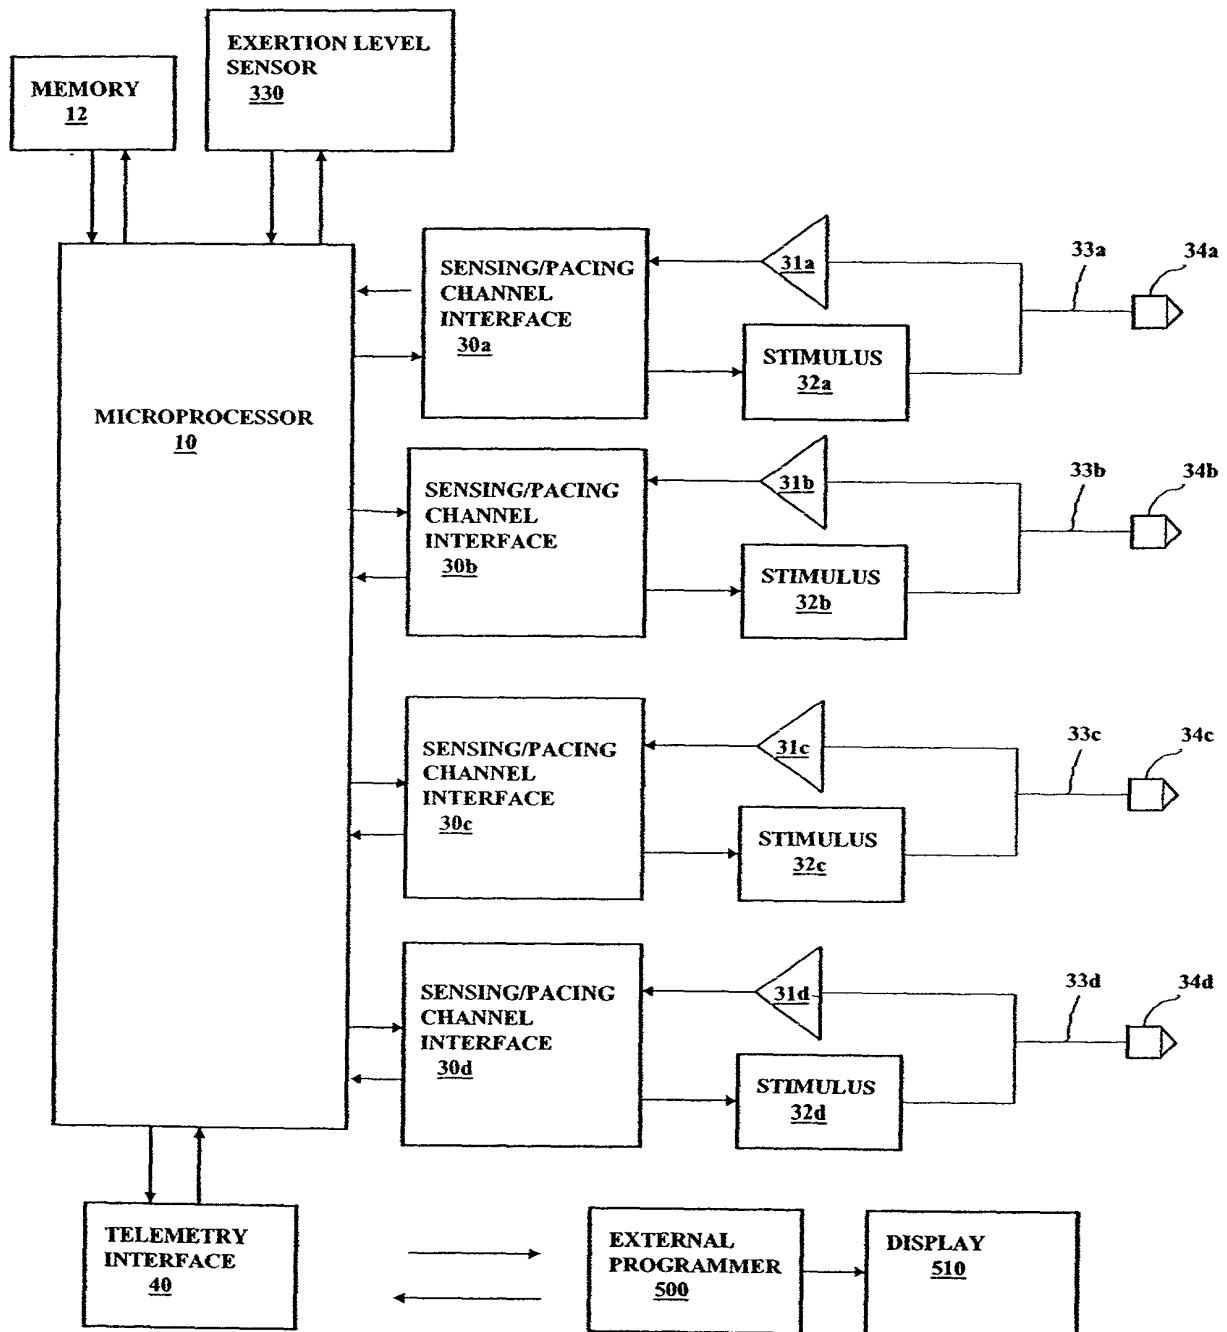 EXERTION LEVEL
SENSOR
330
MEMORY
12
SENSING/PACING
CHANNEL
INTERFACE
30a
31a
STIMULUS
32a
33a
34a
MICROPROCESSOR
10
SENSING/PACING
CHANNEL
INTERFACE
30b
31b
STIMULUS
32b
33b
34b
SENSING/PACING
CHANNEL
INTERFACE
30c
31c
STIMULUS
32c
33c
34c
SENSING/PACING
CHANNEL
INTERFACE
30d
31d
STIMULUS
32d
33d
34d
TELEMETRY
INTERFACE
40
EXTERNAL
PROGRAMMER
500
DISPLAY
510